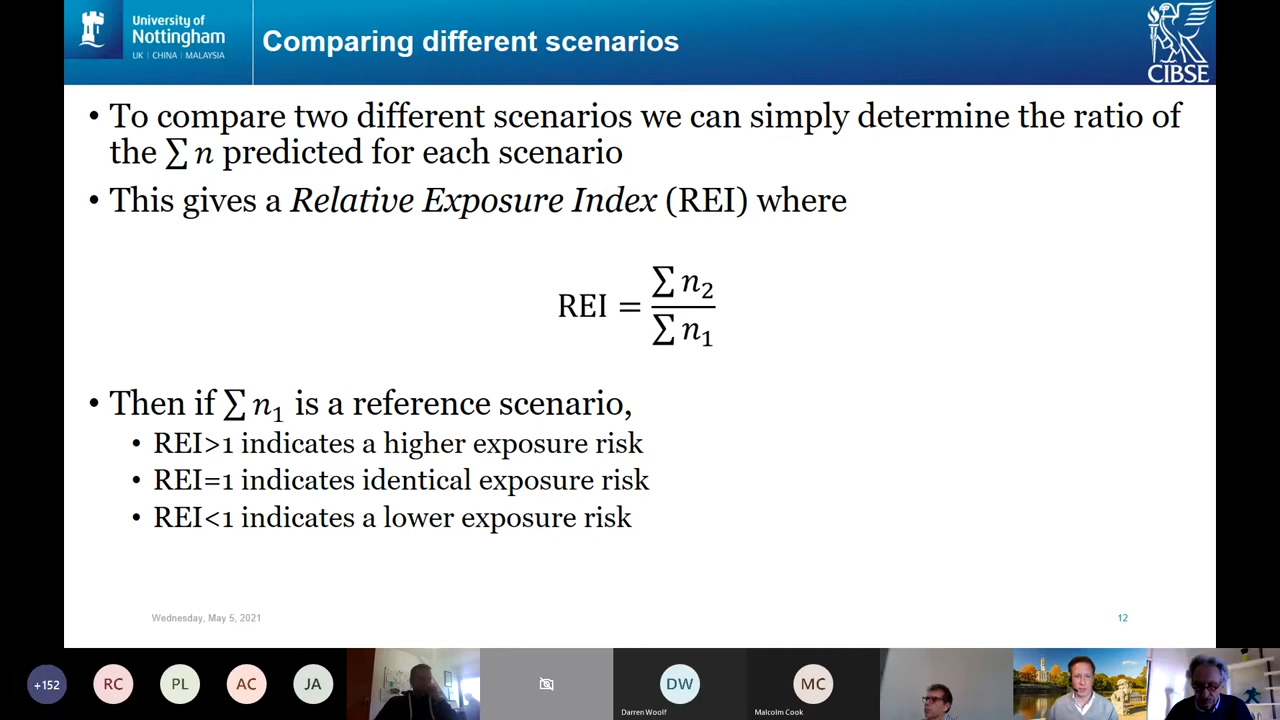 University of
Nottingham
UK | CHINA | MALAYSIA
Comparing different scenarios
CIBSE
• To compare two different scenarios we can simply determine the ratio of
the ∑ n predicted for each scenario
• This gives a Relative Exposure Index (REI) where
REI = ∑ n₂ / ∑ n₁
• Then if ∑ n₁ is a reference scenario,
• REI>1 indicates a higher exposure risk
• REI=1 indicates identical exposure risk
• REI<1 indicates a lower exposure risk
Wednesday, May 5, 2021
12
+152
RC
PL
AC
JA
DW
MC
Darren Woolf
Malcolm Cook